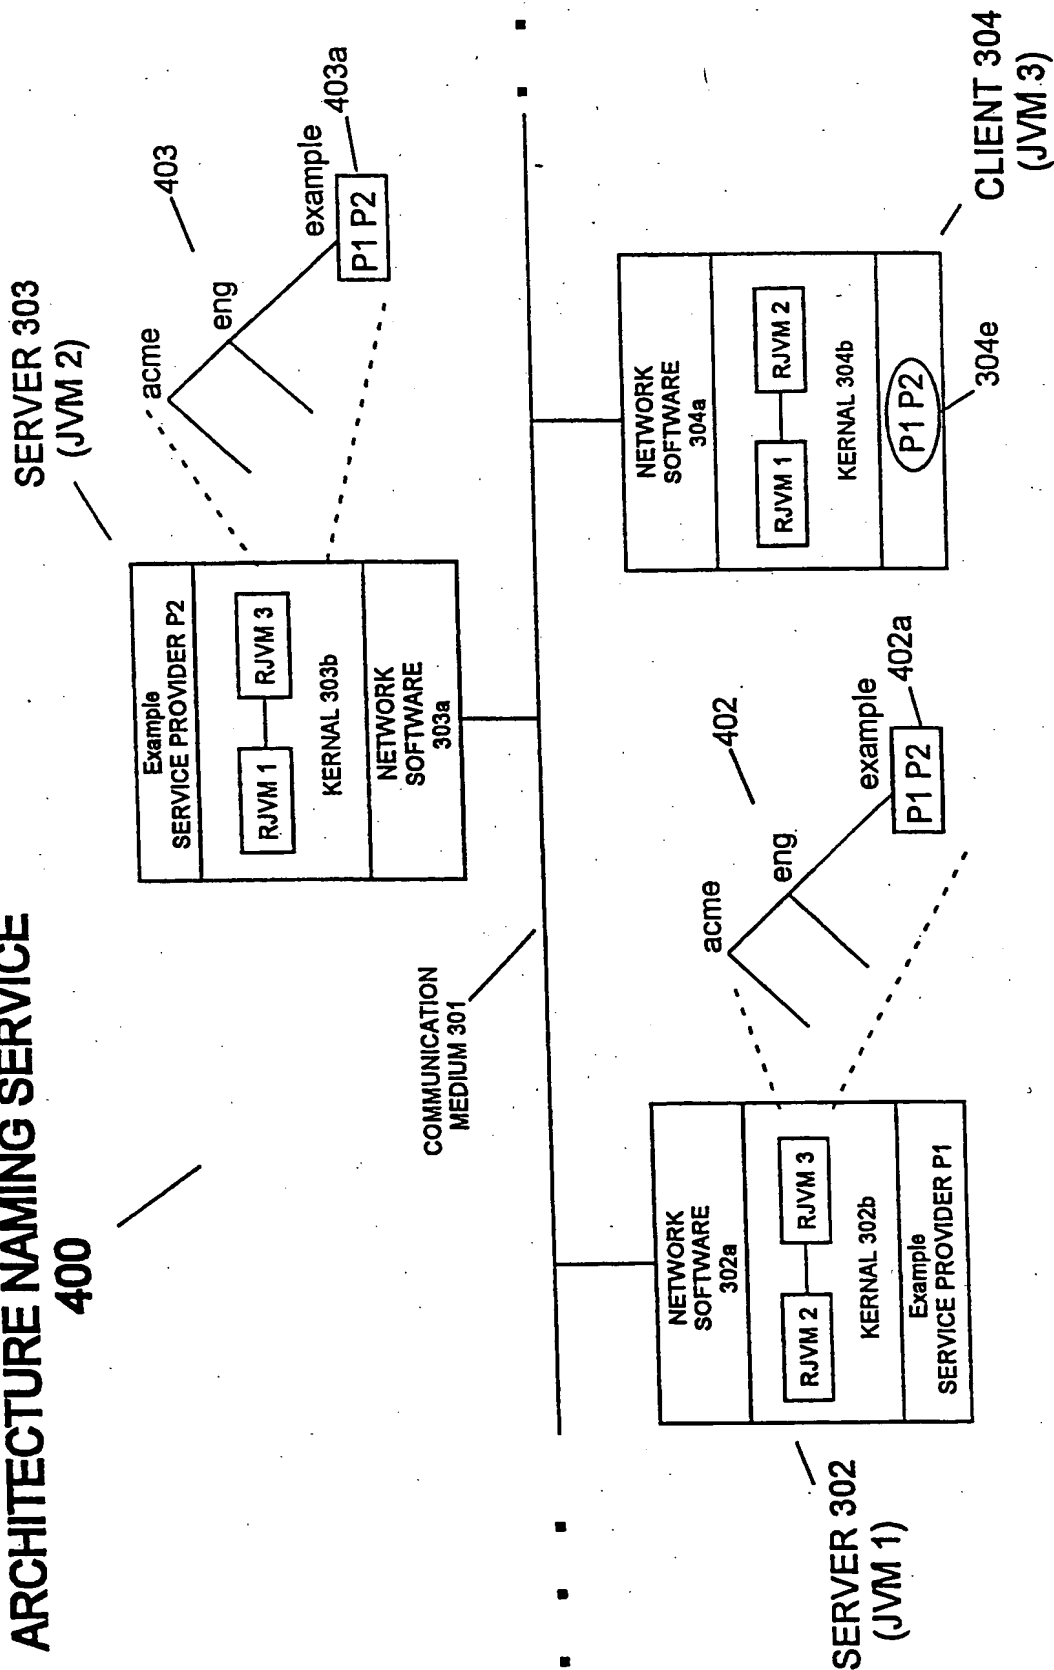 ARCHITECTURE NAMING SERVICE
400
SERVER 303
(JVM 2)
Example
SERVICE PROVIDER P2
RJVM 1
RJVM 3
KERNAL 303b
NETWORK
SOFTWARE
303a
403
acme
eng
example
P1 P2
403a
COMMUNICATION
MEDIUM 301
NETWORK
SOFTWARE
302a
RJVM 2
RJVM 3
KERNAL 302b
Example
SERVICE PROVIDER P1
SERVER 302
(JVM 1)
402
acme
eng
example
P1 P2
402a
NETWORK
SOFTWARE
304a
RJVM 1
RJVM 2
KERNAL 304b
P1 P2
304e
CLIENT 304
(JVM 3)